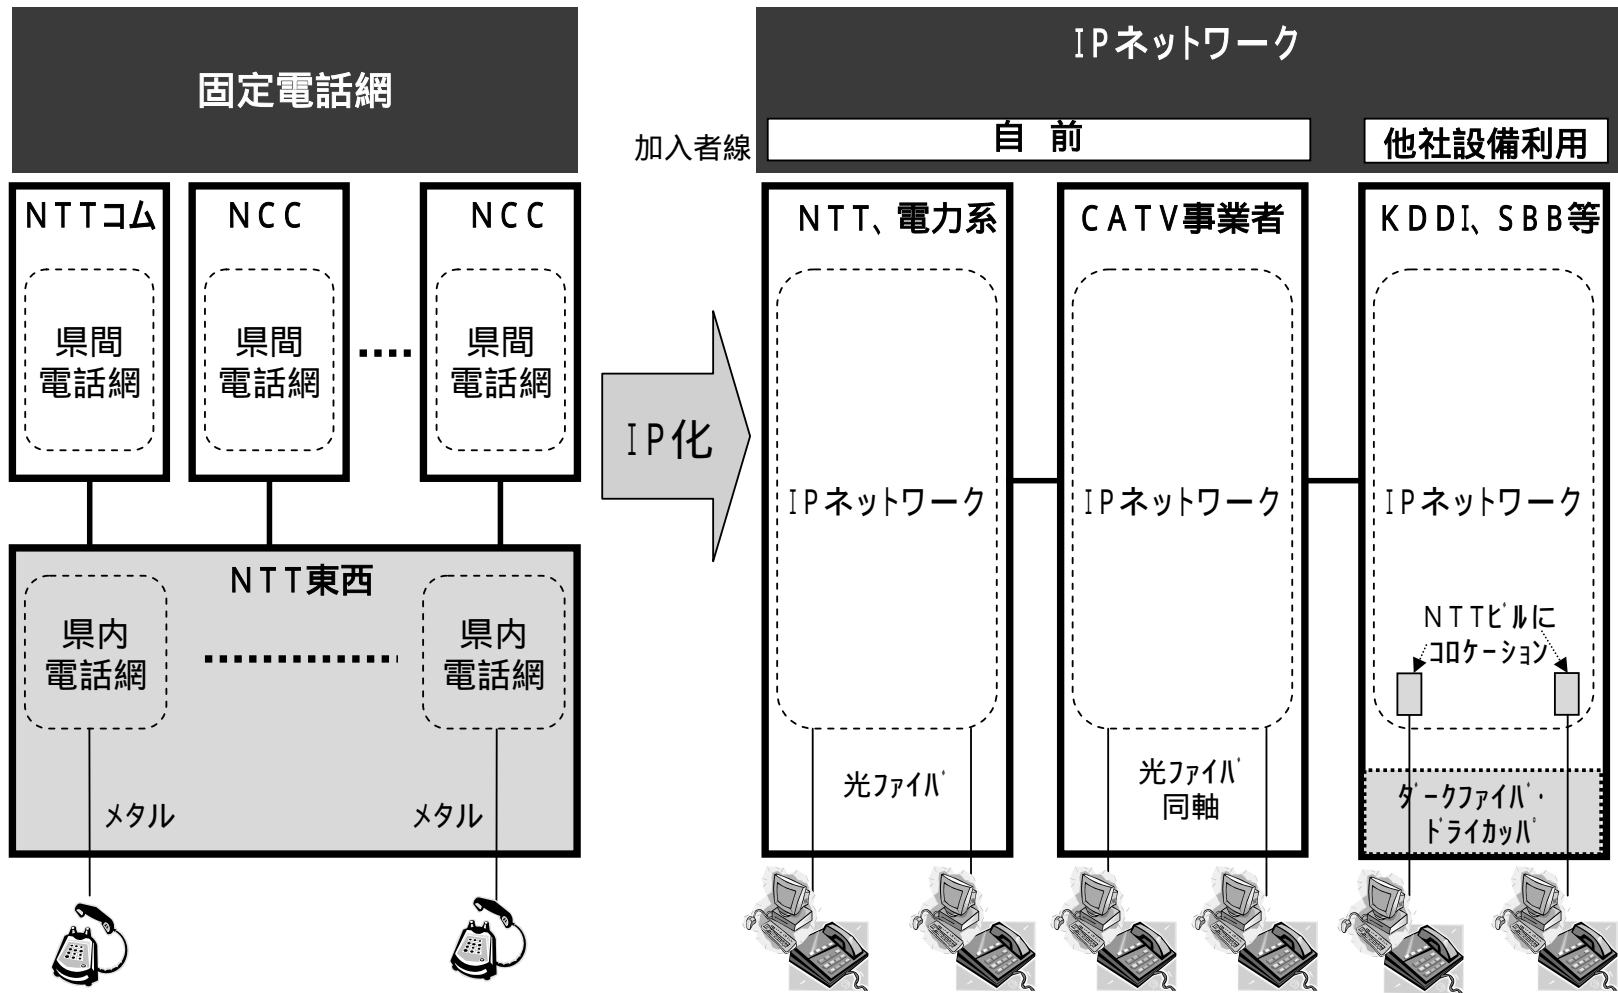 固定電話網
IPネットワーク
加入者線
自 前
他社設備利用
NTTコム
NCC
NCC
県間
電話網
県間
電話網
県間
電話網
NTT東西
県内
電話網
県内
電話網
メタル
メタル
IP化
NTT、電力系
CATV事業者
KDDI、SBB等
IPネットワーク
IPネットワーク
IPネットワーク
NTTビルに
コロケーション
光ファイバ
光ファイバ
同軸
ダークファイバ・
ドライカッパ